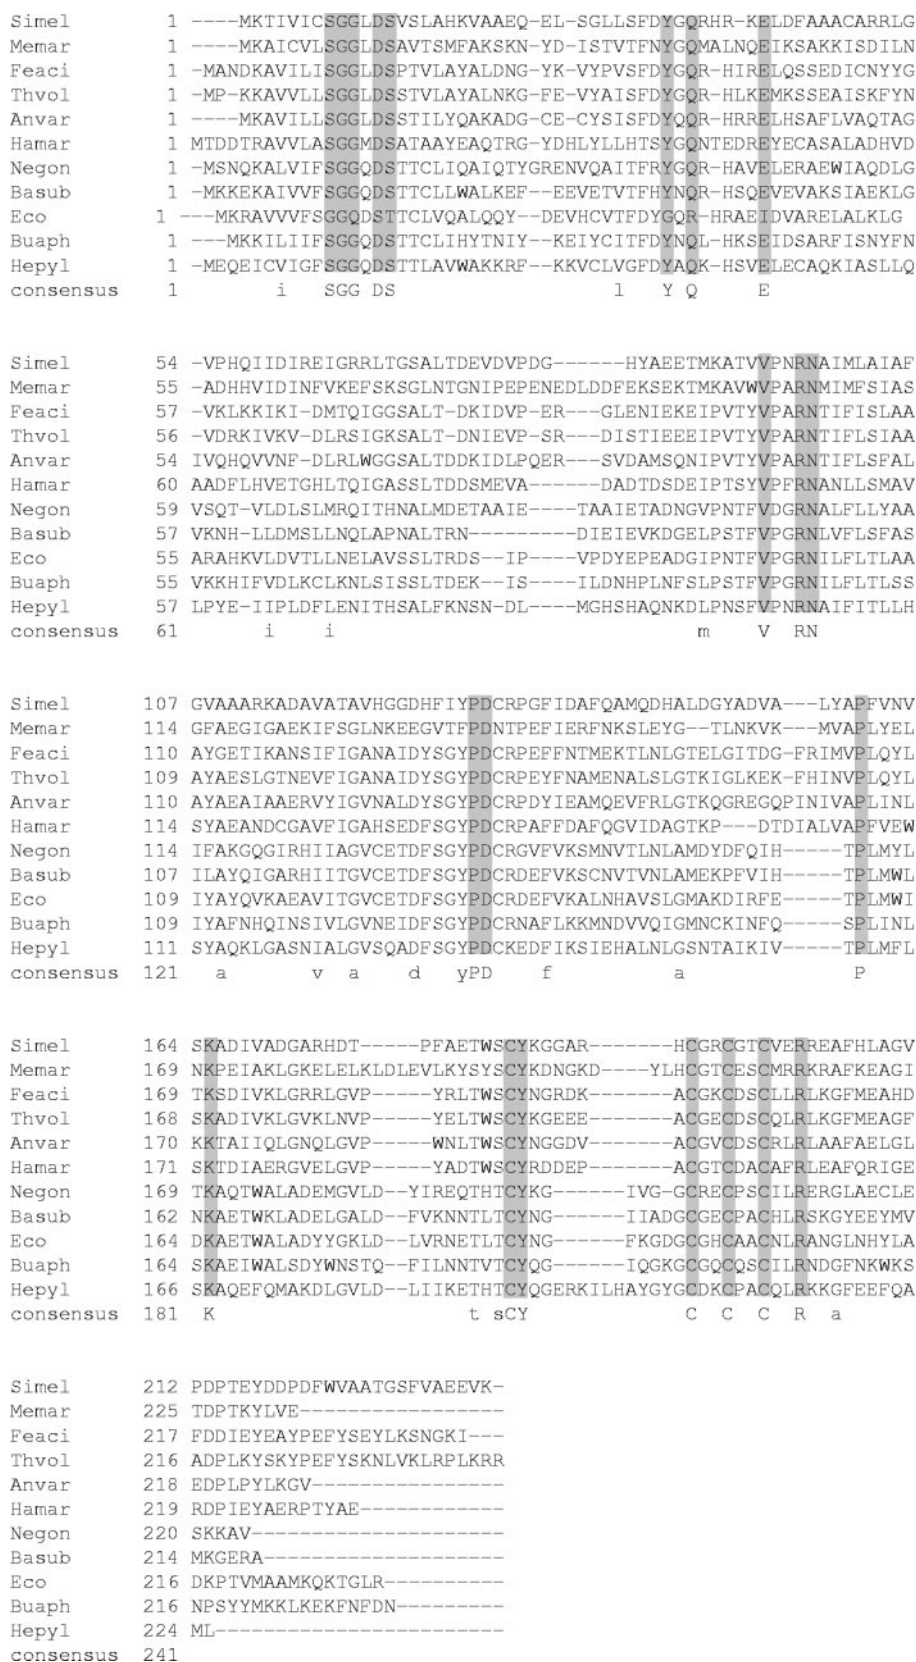 Simel 1 ----MKTIVICSGGLDSVSLAHKVAAEQ-EL-SGLLSFDYGQRHR-KELDFAAACARRLG
Memar 1 ----MKAICVLSGGLDSAVTSMFAKSKN-YD-ISTVTFNYGQMALNQEIKSAKKISDILN
Feaci 1 -MANDKAVILISGGLDSPTVLAYALDNG-YK-VYPVSFDYGQR-HIRELQSSEDICNYYG
Thvol 1 -MP-KKAVVLLSGGLDSSTVLAYALNKG-FE-VYAISFDYGQR-HLKEMKSSEAISKFYN
Anvar 1 ----MKAVILLSGGLDSSTILYQAKADG-CE-CYSISFDYQQR-HRRELHSAFLVAQTAG
Hamar 1 MTDDTRAVVLASGGMDSATAAYEAQTRG-YDHLYLLHTSYGQNTEDREYECASALADHVD
Negon 1 -MSNQKALVIFSGGQDSTTCLIQAIQTYGRENVQAITFRYGQR-HAVELERAEWIAQDLG
Basub 1 -MKKEKAIVVFSGGQDSTTCLLWALKEF--EEVETVTFHYNQR-HSQEVEVAKSIAEKLG
Eco 1 ----MKRAVVVFSGGQDSTTCLVQALQQY--DEVHCVTFDYGQR-HRAEIDVARELALKLG
Buaph 1 ----MKKILIIFSGGQDSTTCLIHYTNIY--KEIYCITFDYNQL-HKSEIDSARFISNYFN
Hepyl 1 -MEQEICVIGFSGGQDSTTLAVWAKKRF--KKVCLVGFDYAQK-HSVELECAQKIASLLQ
consensus 1 i SGG DS l Y Q E
Simel 54 -VPHQIIDIREIGRRLTGSALTDEVDVPDG------HYAEETMKATVVPNRNAIMLAIAF
Memar 55 -ADHHVIDINFVKEFSKSGLNTGNIPEPENEDLDDFEKSEKTMKAVWVPARNMIMFSIAS
Feaci 57 -VKLKKIKI-DMTQIGGSALT-DKIDVP-ER---GLENIEKEIPVTYVPARNTIFISLAA
Thvol 56 -VDRKIVKV-DLRSIGKSALT-DNIEVP-SR---DISTIEEEIPVTYVPARNTIFLSIAA
Anvar 54 IVQHQVVNF-DLRLWGGSALTDDKIDLPQER---SVDAMSQNIPVTYVPARNTIFLSFAL
Hamar 60 AADFLHVETGHLTQIGASSLTDDSMEVA------DADTDSDEIPTSYVPFRNANLLSMAV
Negon 59 VSQT-VLDLSLMRQITHNALMDETAAIE----TAAIETADNGVPNTFVDGRNALFLLYAA
Basub 57 VKNH-LLDMSLLNQLAPNALTRN---------DIEIEVKDGELPSTFVPGRNLVFLSFAS
Eco 55 ARAHKVLDVTLLNELAVSSLTRDS--IP----VPDYEPEADGIPNTFVPGRNILFLTLAA
Buaph 55 VKKHIFVDLKCLKNLSISSLTDEK--IS----ILDNHPLNFSLPSTFVPGRNILFLTLSS
Hepyl 57 LPYE-IIPLDFLENITHSALFKNSN-DL----MGHSHAQNKDLPNSFVPNRNAIFITLLH
consensus 61 i i m V RN
Simel 107 GVAAARKADAVATAVHGGDHFIYPDCRPGFIDAFQAMQDHALDGYADVA---LYAPFVNV
Memar 114 GFAEGIGAEKIFSGLNKEEGVTFPDNTPEFIERFNKSLEYG--TLNKVK---MVAPLYEL
Feaci 112 AYGETIKANSIFIGANAIDYSGYPDCRPEFFNTMEKTLNLGTELGITDG-FRIMVPLQYL
Thvol 109 AYAESLGTNEVFIGANAIDYSGYPDCRPEYFNAMENALSLGTKIGLKEK-FHINVPLQYL
Anvar 110 AYAEAIAAERVYIGVNALDYSGYPDCRPDYIEAMQEVFRLGTKQGREGQPINIVAPLINL
Hamar 114 SYAEANDCGAVFIGAHSEDFSGYPDCRPAFFDAFQGVIDAGTKP---DTDIALVAPFVEW
Negon 114 IFAKGQGIRHIIAGVCETDFSGYPDCRGVFVKSMNVTLNLAMDYDFQIH-----TPLMYL
Basub 107 ILAYQIGARHIITGVCETDFSGYPDCRDEFVKSCNVTVNLAMEKPFVIH-----TPLMWL
Eco 109 IYAYQVKAEAVITGVCETDFSGYPDCRDEFVKALNHAVSLGMAKDIRFE-----TPLMWI
Buaph 109 IYAFNHQINSIVLGVNEIDFSGYPDCRNAFLKKMNDVVQIGMNCKINFQ-----SPLINL
Hepyl 111 SYAQKLGASNIALGVSQADFSGYPDCKEDFIKSIEHALNLGSNTAIKIV-----TPLMFL
consensus 121 a v a d yPD f a P
Simel 164 SKADIVADGARHDT-----PFAETWSCYKGGAR-------HCGRCGTCVERREAFHLAGV
Memar 169 NKPEIAKLGKELELKLDLEVLKYSYSCYKDNGKD----YLHCGTCESCMRRKRAFKEAGI
Feaci 169 TKSDIVKLGRRLGVP-----YRLTWSCYNGRDK-------ACGKCDSCLLRLKGFMEAHD
Thvol 168 SKADIVKLGVKLNVP-----YELTWSCYKGEEE-------ACGECDSCQLRLKGFMEAGF
Anvar 170 KKTAIIQLGNQLGVP-----WNLTWSCYNGGDV-------ACGVCDSCRLRLAAFAELGL
Hamar 171 SKTDIAERGVELGVP-----YADTWSCYRDDEP-------ACGTCDACAFRLEAFQRIGE
Negon 169 TKAQTWALADEMGVLD--YIREQTHTCYKG------IVG-GCRECPSCILRERGLAECLE
Basub 162 NKAETWKLADELGALD--FVKNNTLTCYNG------IIADGCGECPACHLRSKGYEEYMV
Eco 164 DKAETWALADYYGKLD--LVRNETLTCYNG------FKGDGCGHCAACNLRANGLNHYLA
Buaph 164 SKAEIWALSDYWNSTQ--FILNNTVTCYQG------IQGKGCGQCQSCILRNDGFNKWKS
Hepyl 166 SKAQEFQMAKDLGVLD--LIIKETHTCYQGERKILHAYGYGCDKCPACQLRKKGFEEFQA
consensus 181 K t sCY C C C R a
Simel 212 PDPTEYDDPDFWVAATGSFVAEEVK-
Memar 225 TDPTKYLVE-----------------
Feaci 217 FDDIEYEAYPEFYSEYLKSNGKI---
Thvol 216 ADPLKYSKYPEFYSKNLVKLRPLKRR
Anvar 218 EDPLPYLKGV----------------
Hamar 219 RDPIEYAERPTYAE------------
Negon 220 SKKAV---------------------
Basub 214 MKGERA--------------------
Eco 216 DKPTVMAAMKQKTGLR----------
Buaph 216 NPSYYMKKLKEKFNFDN---------
Hepyl 224 ML------------------------
consensus 241